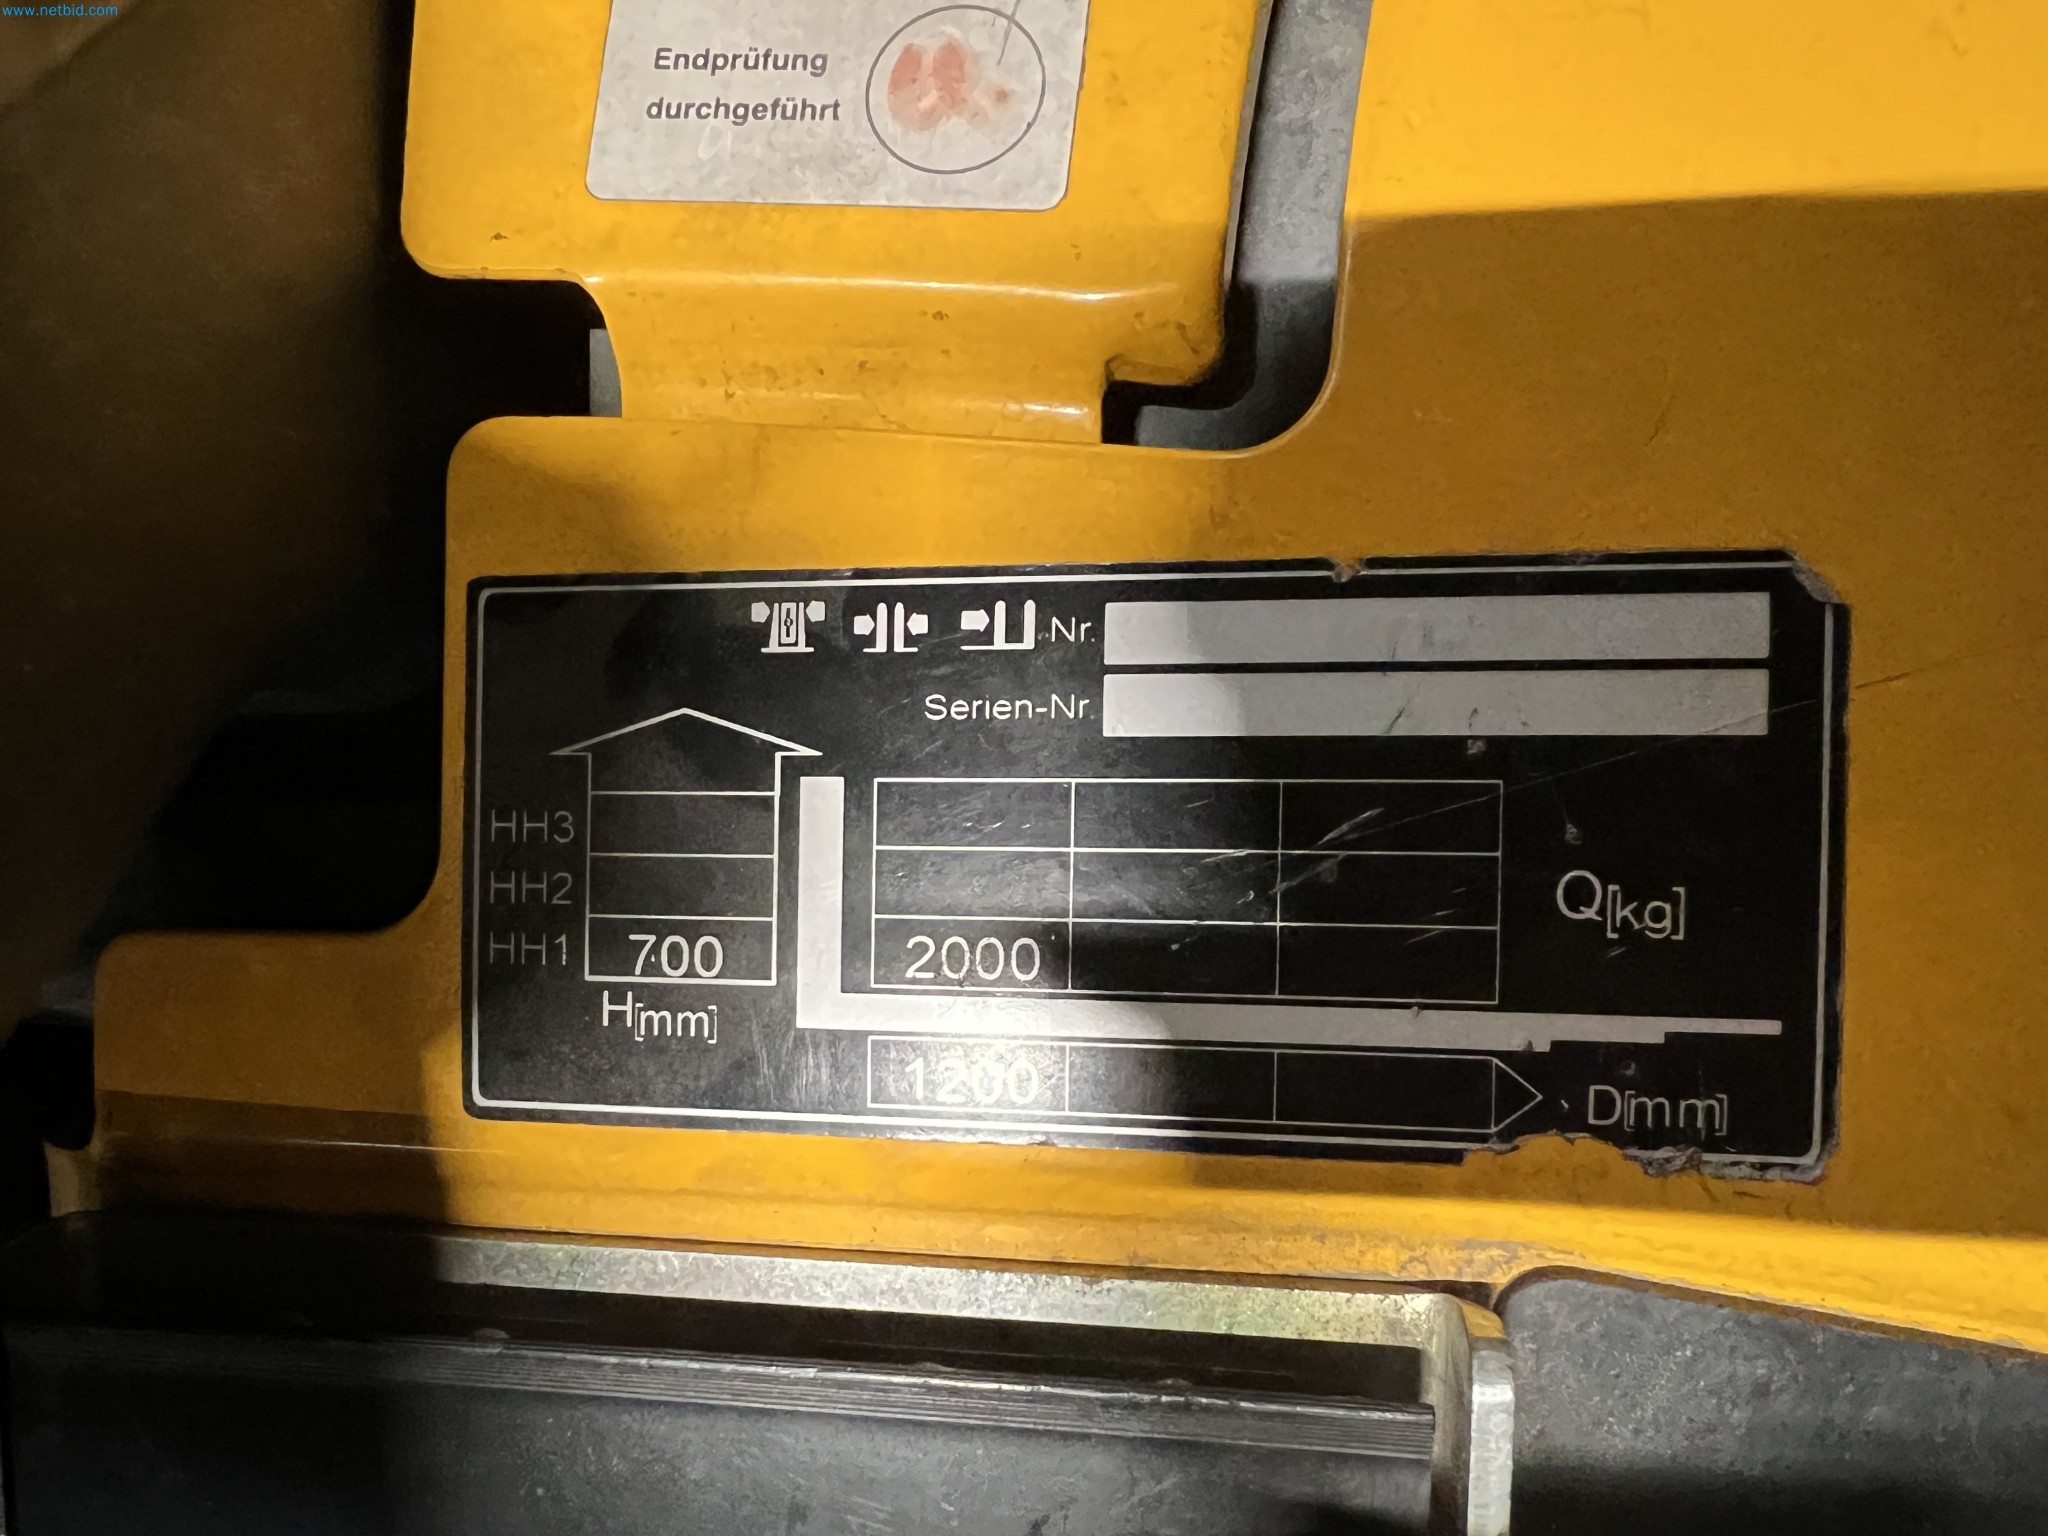 www.netbid.com
Endprüfung
durchgeführt
Nr.
Serien-Nr.
HH3
HH2
HH1 700 2000
Q[kg]
H[mm]
1200
D[mm]